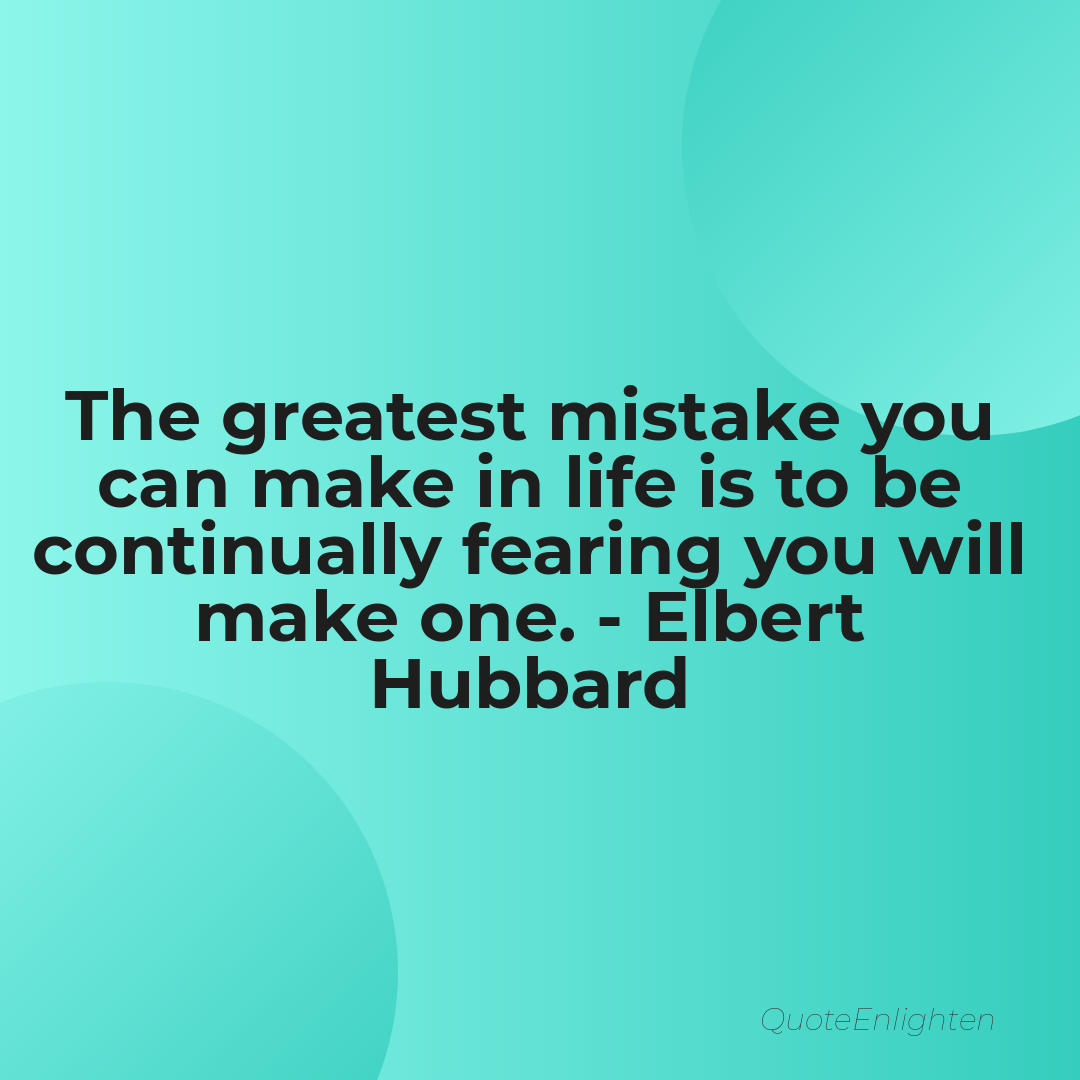 The greatest mistake you
can make in life is to be
continually fearing you will
make one. - Elbert
Hubbard
QuoteEnlighten